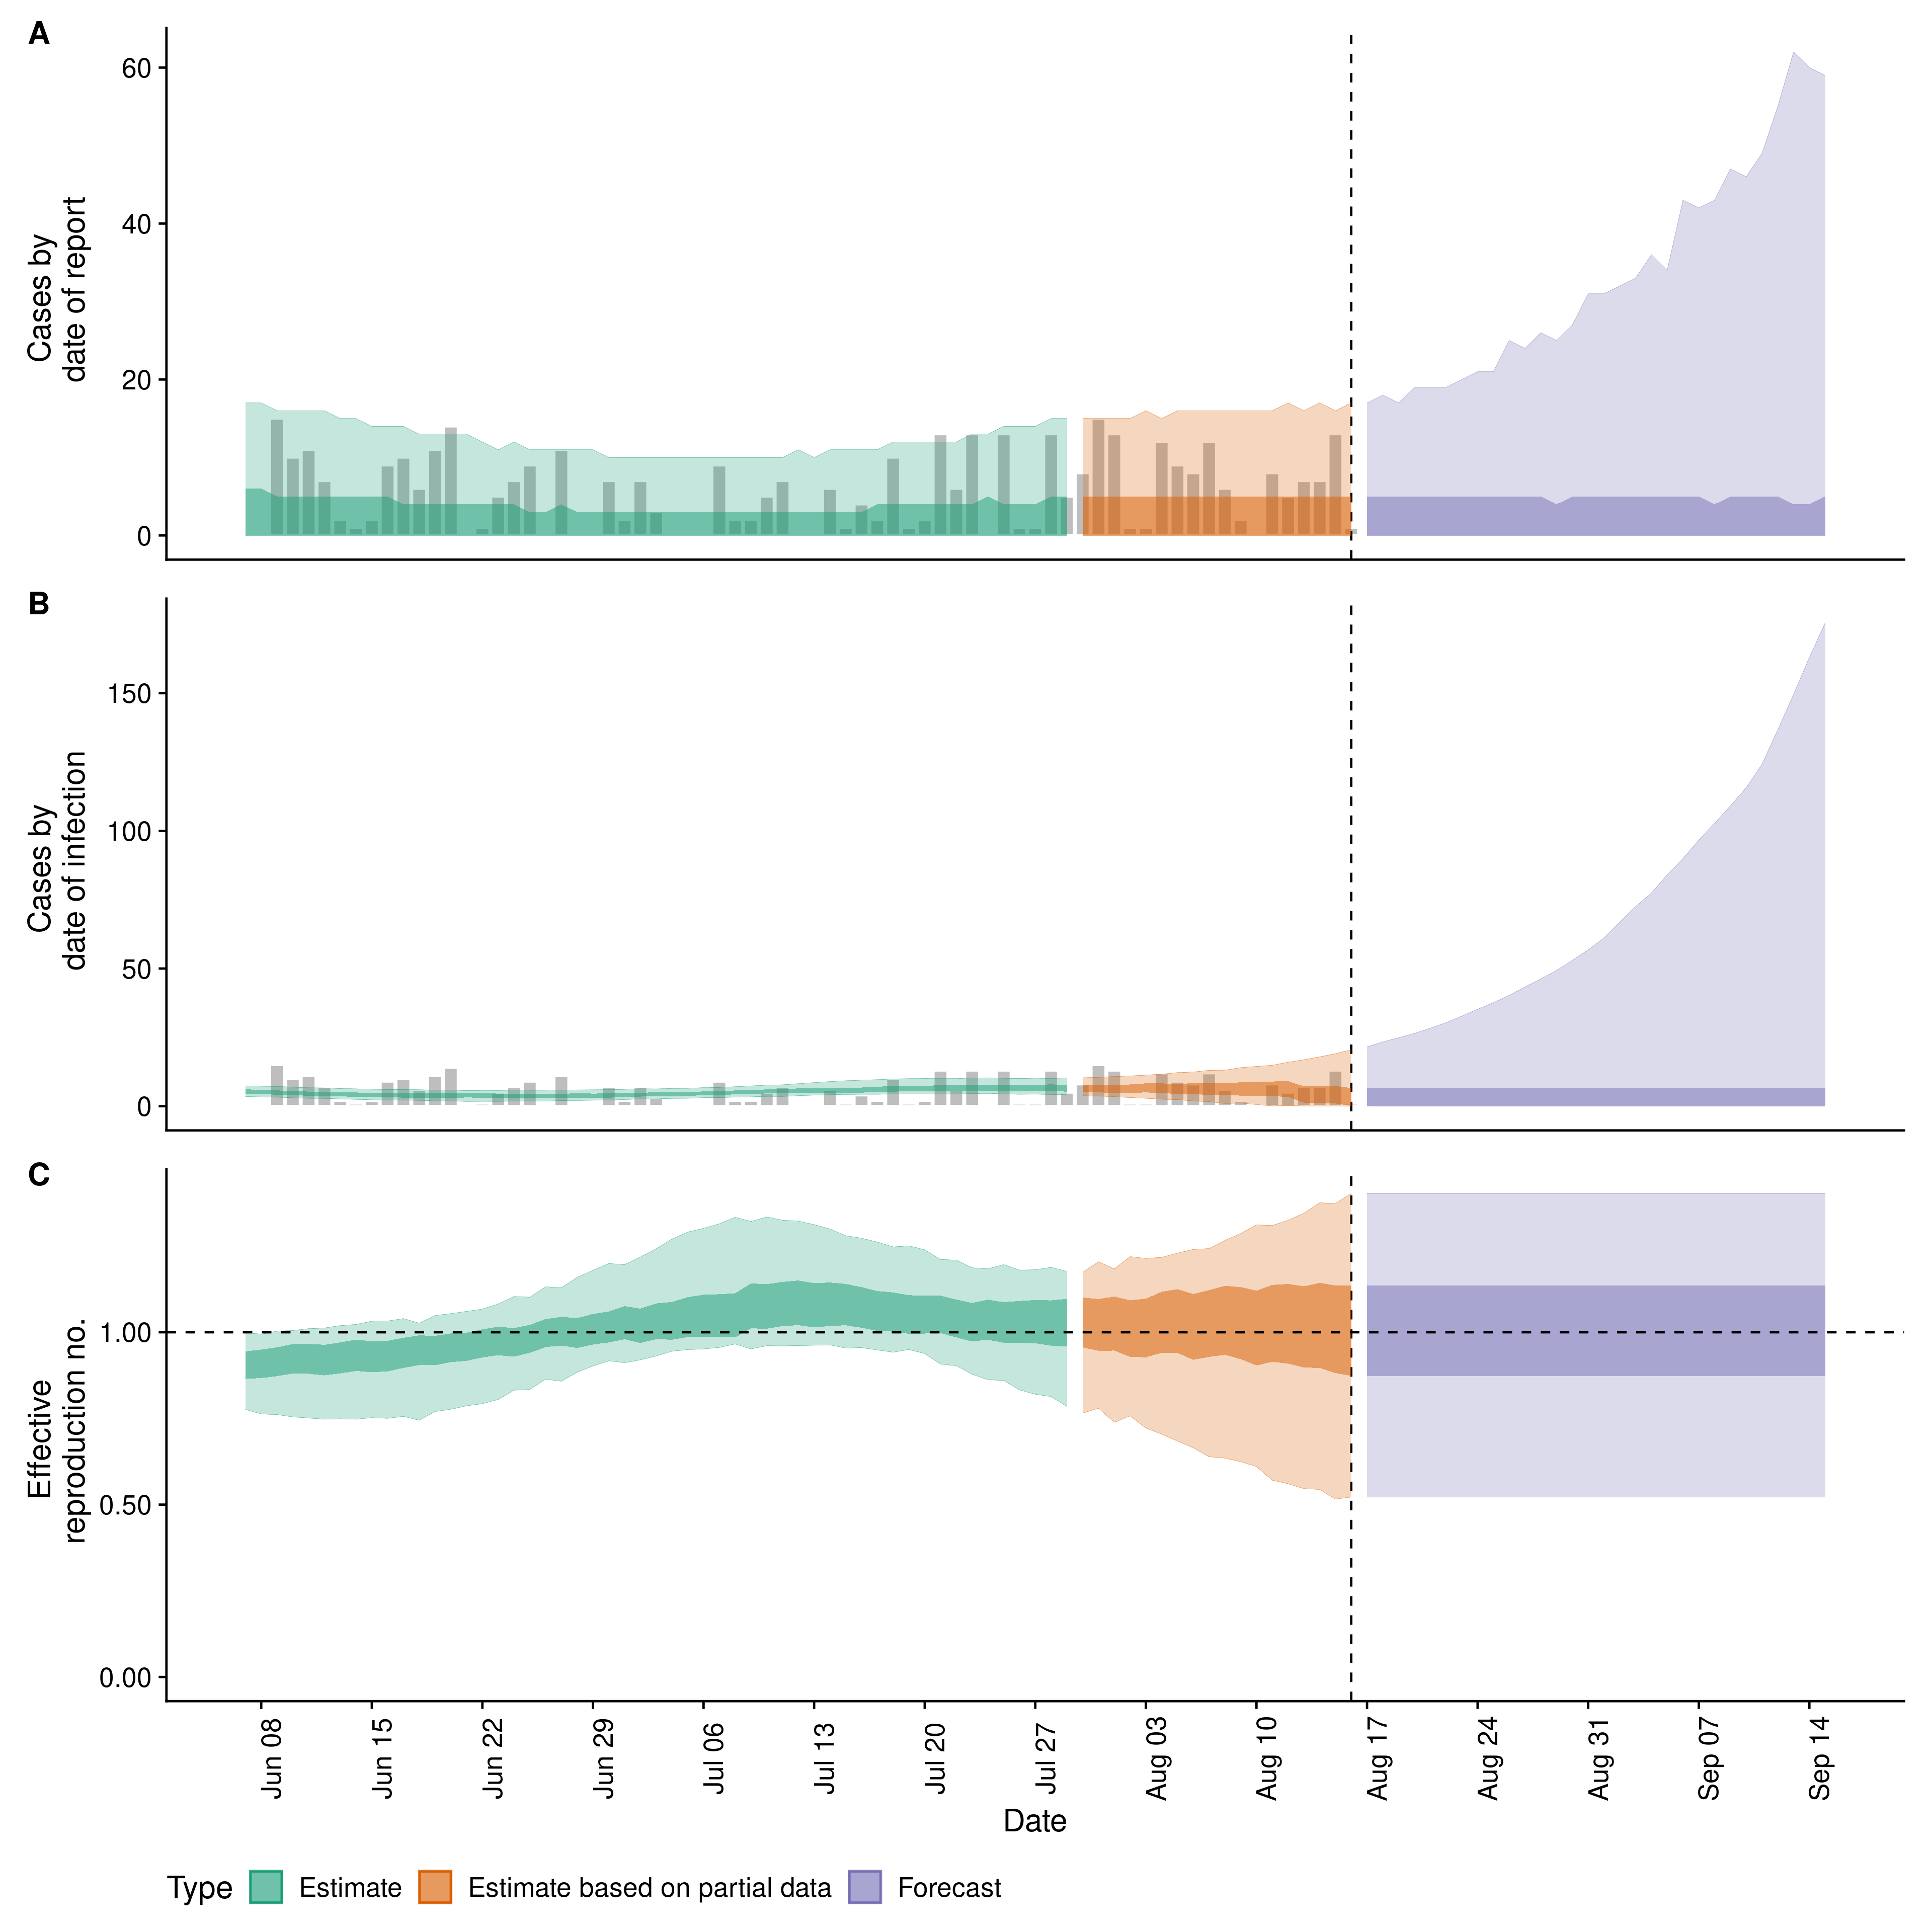 A
Cases by
date of report
60
40
20
0
B
Cases by
date of infection
150
100
50
0
C
Effective
reproduction no.
1.00
0.50
0.00
Jun 08
Jun 15
Jun 22
Jun 29
Jul 06
Jul 13
Jul 20
Jul 27
Aug 03
Aug 10
Aug 17
Aug 24
Aug 31
Sep 07
Sep 14
Date
Type Estimate Estimate based on partial data Forecast